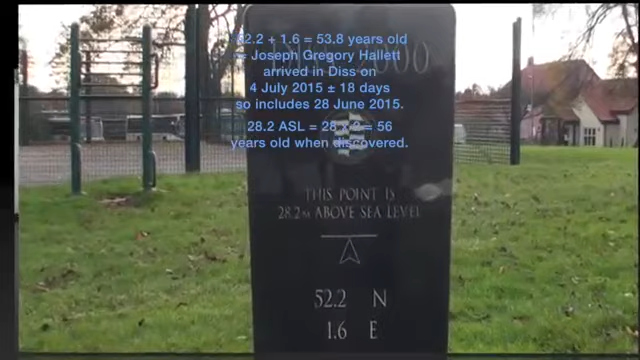 52.2 + 1.6 = 53.8 years old
= Joseph Gregory Hallett
arrived in Diss on
4 July 2015 ± 18 days
so includes 28 June 2015.
28.2 ASL = 28 x 2 = 56
years old when discovered.
THIS POINT IS
28.2M ABOVE SEA LEVEL
52.2 N
1.6 E